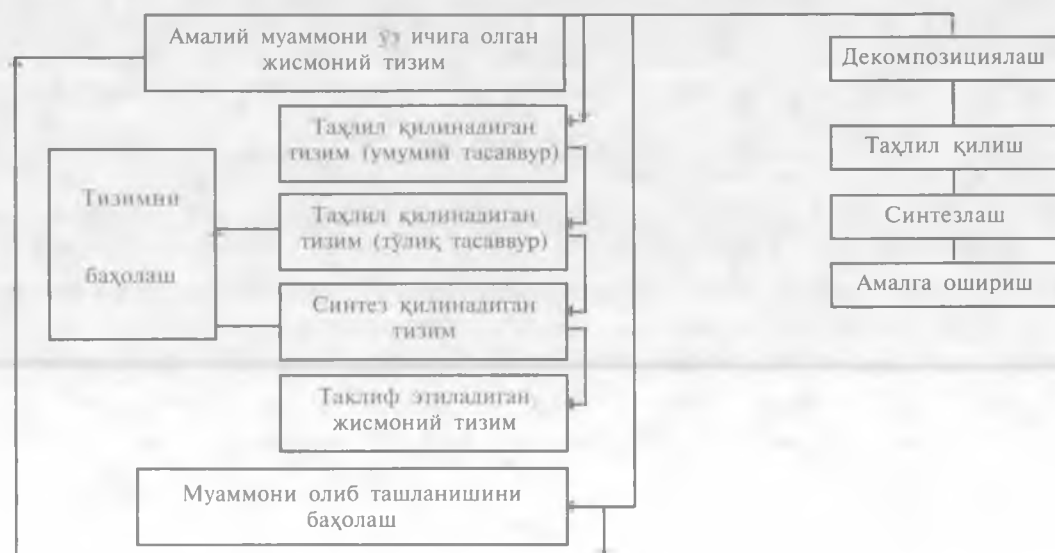 Амалий муаммони ўз ичига олган
жисмоний тизим
Декомпозициялаш
Таҳлил қилинадиган
тизим (умумий тасаввур)
Таҳлил қилиш
Тизимни
баҳолаш
Таҳлил қилинадиган
тизим (тўлиқ тасаввур)
Синтезлаш
Синтез қилинадиган
тизим
Амалга ошириш
Таклиф этиладиган
жисмоний тизим
Муаммони олиб ташланишини
баҳолаш